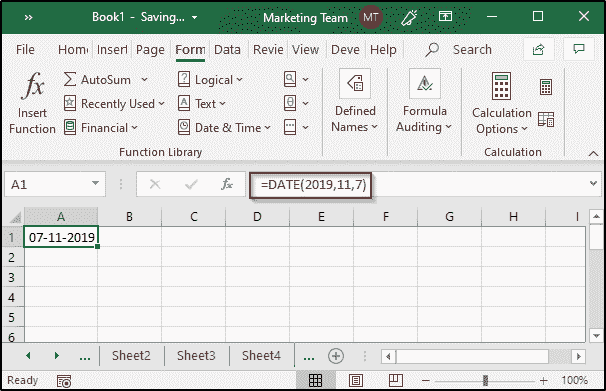 Book1 - Saving... Marketing Team MT
File Hom Insert Page Form Data Revie View Deve Help Search
fx Insert Function
AutoSum
Recently Used
Financial
Logical
Text
Date & Time
Function Library
Defined Names
Formula Auditing
Calculation Options
Calculation
A1 fx =DATE(2019,11,7)
A B C D E F G H I
1 07-11-2019
2
3
4
5
6
... Sheet2 Sheet3 Sheet4 ...
Ready 100%